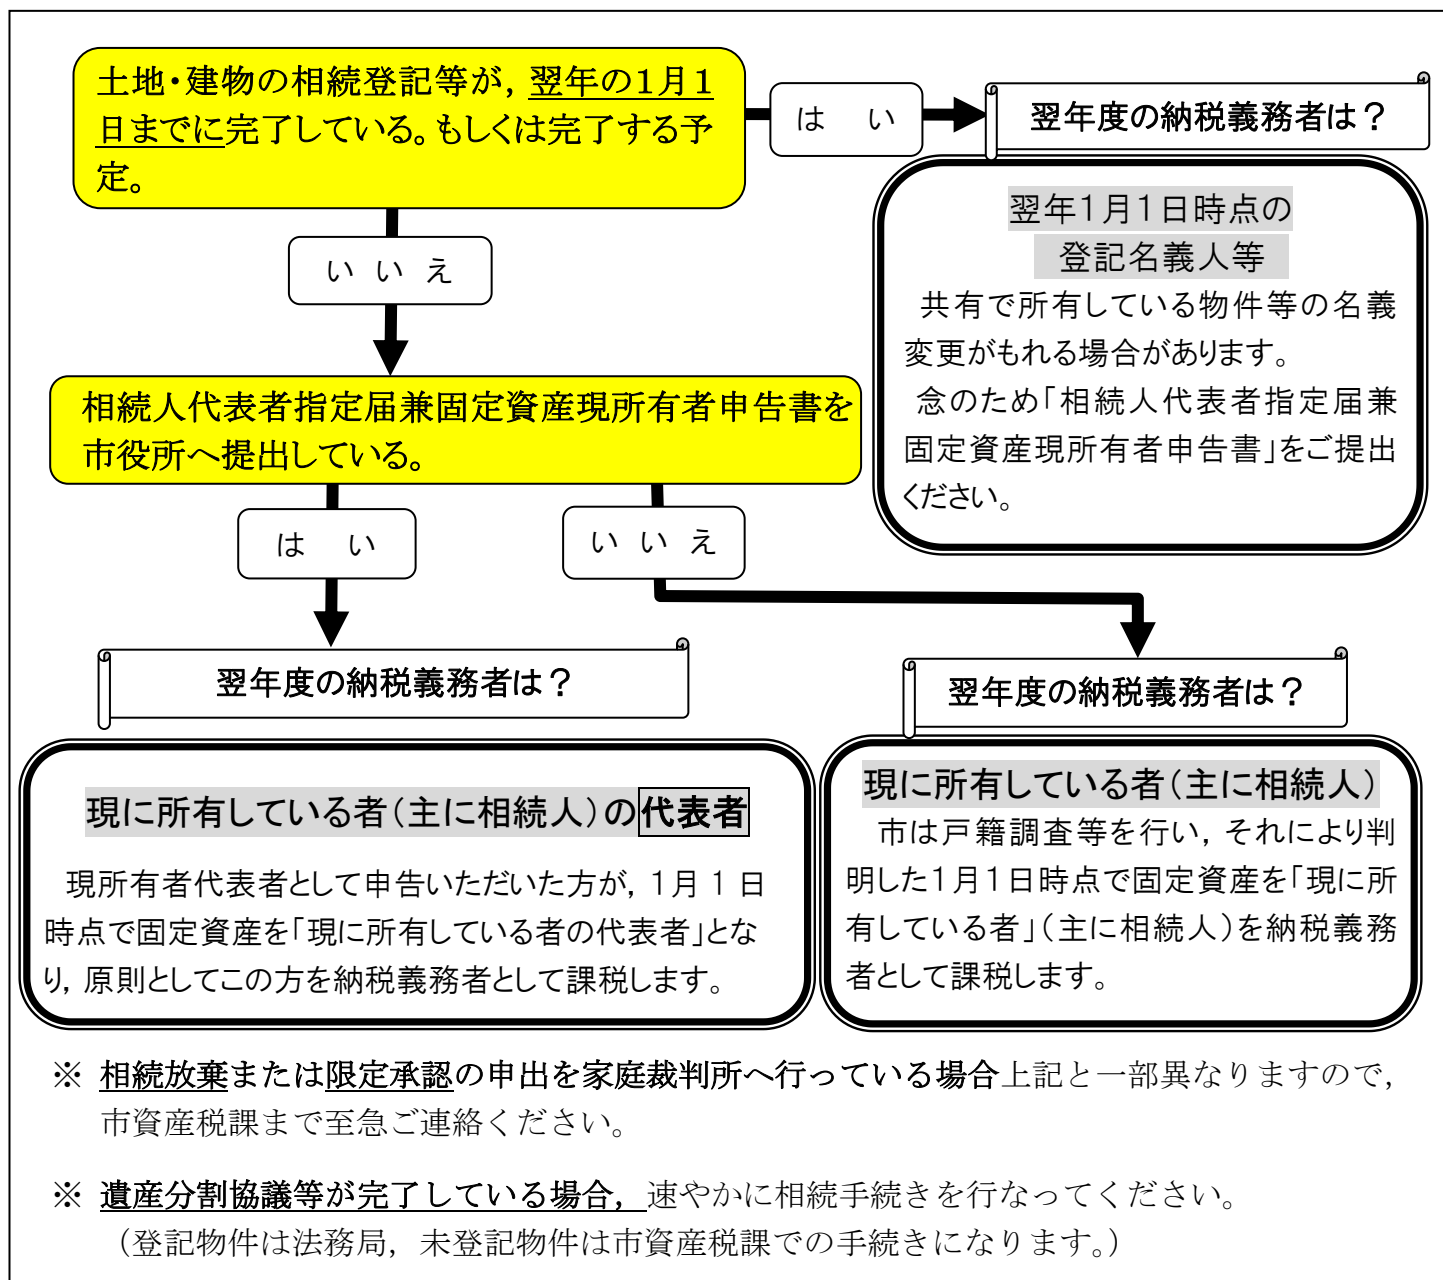 土地・建物の相続登記等が，翌年の１月１
日までに完了している。もしくは完了する予
定。
は　い
翌年度の納税義務者は？
翌年１月１日時点の
登記名義人等
共有で所有している物件等の名義
変更がもれる場合があります。
念のため「相続人代表者指定届兼
固定資産現所有者申告書」をご提出
ください。
い い え
相続人代表者指定届兼固定資産現所有者申告書を
市役所へ提出している。
は　い
い い え
翌年度の納税義務者は？
現に所有している者（主に相続人）の代表者
現所有者代表者として申告いただいた方が，１月１日
時点で固定資産を「現に所有している者の代表者」とな
り，原則としてこの方を納税義務者として課税します。
翌年度の納税義務者は？
現に所有している者（主に相続人）
市は戸籍調査等を行い，それにより判
明した１月１日時点で固定資産を「現に所
有している者」（主に相続人）を納税義務
者として課税します。
※ 相続放棄または限定承認の申出を家庭裁判所へ行っている場合上記と一部異なりますので，
市資産税課まで至急ご連絡ください。
※ 遺産分割協議等が完了している場合，速やかに相続手続きを行なってください。
（登記物件は法務局，未登記物件は市資産税課での手続きになります。）